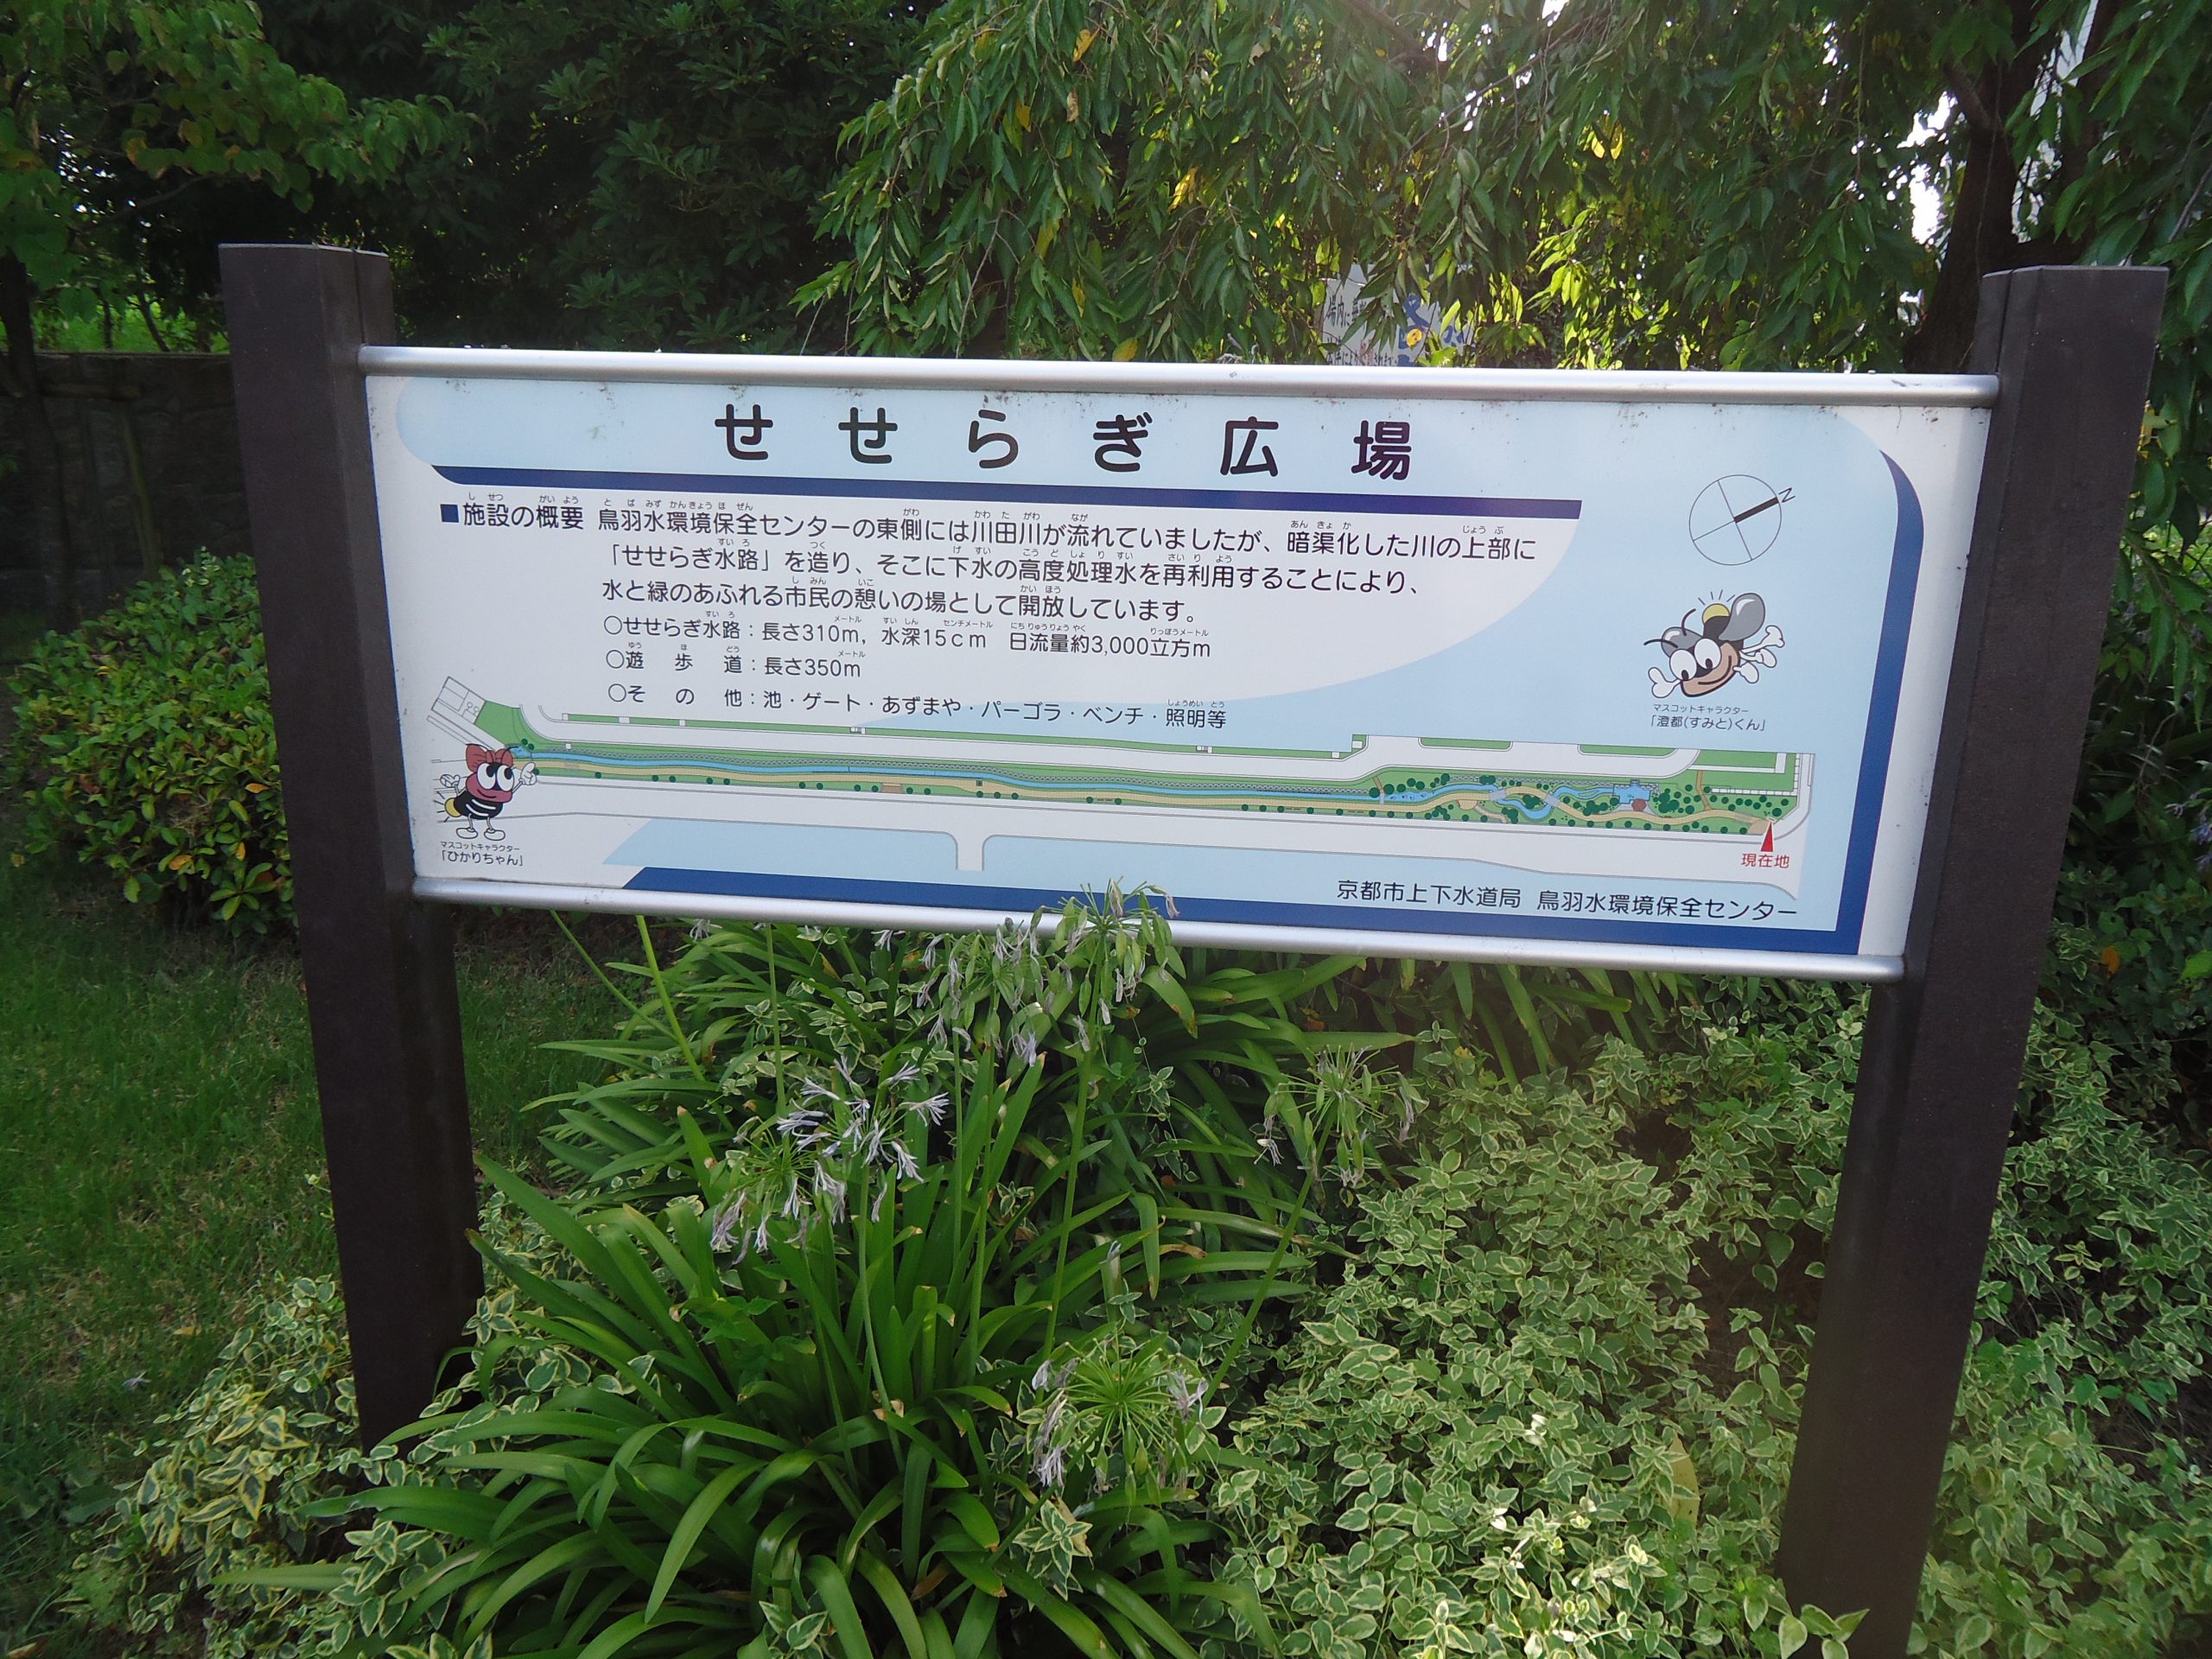 せせらぎ広場
■施設の概要 鳥羽水環境保全センターの東側には川田川が流れていましたが、暗渠化した川の上部に
「せせらぎ水路」を造り、そこに下水の高度処理水を再利用することにより、
水と緑のあふれる市民の憩いの場として開放しています。
○せせらぎ水路：長さ310m，水深15cm 日流量約3,000立方m
○遊歩道：長さ350m
○その他：池・ゲート・あずまや・パーゴラ・ベンチ・照明等
N
マスコットキャラクター
「澄都(すみと)くん」
マスコットキャラクター
「ひかりちゃん」
現在地
京都市上下水道局 鳥羽水環境保全センター